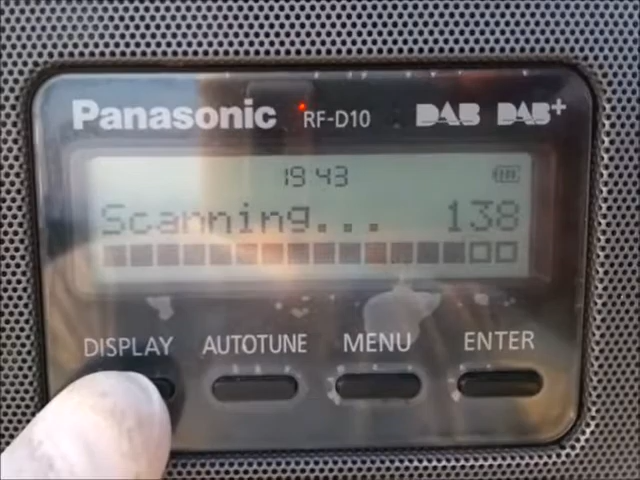 Panasonic RF-D10 DAB DAB+
19 43
Scanning... 138
DISPLAY AUTOTUNE MENU ENTER